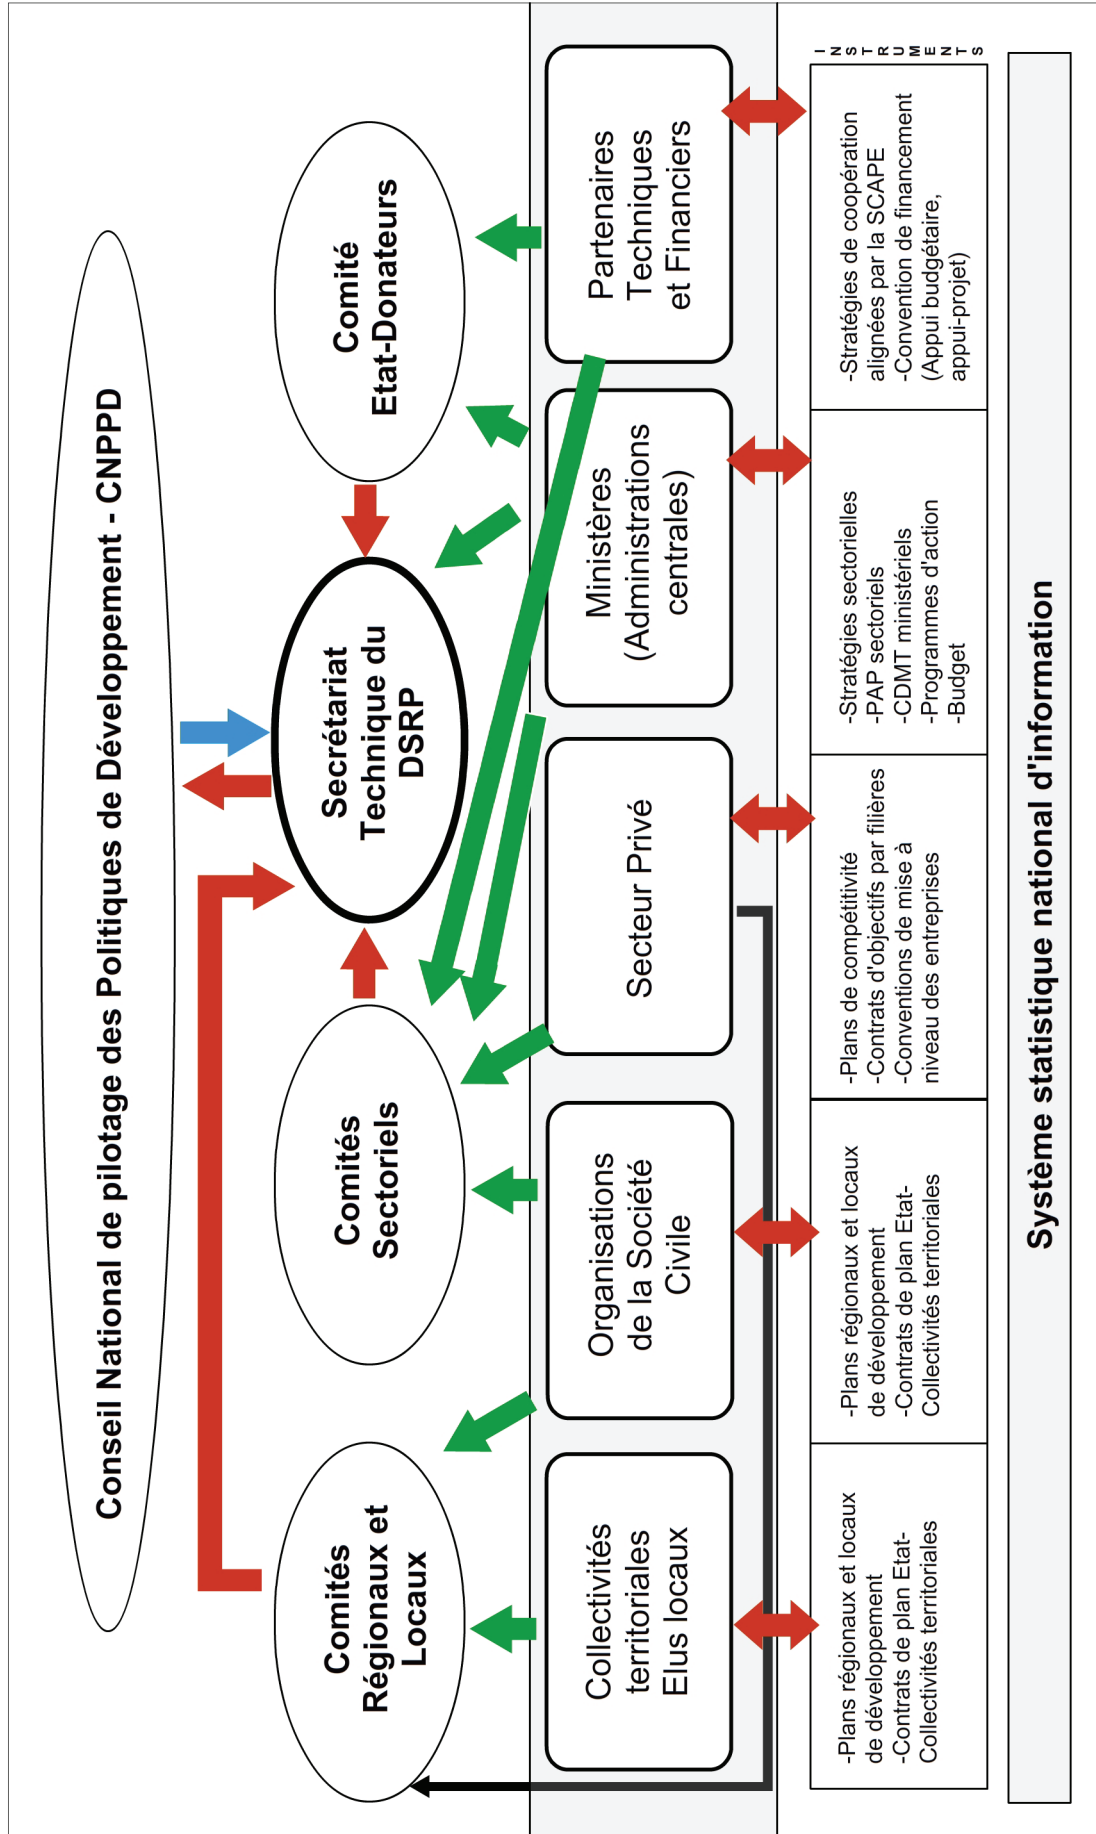 Conseil National de pilotage des Politiques de Développement - CNPPD
Comités
Régionaux et
Locaux
Comités
Sectoriels
Secrétariat
Technique du
DSRP
Comité
Etat-Donateurs
Collectivités
territoriales
Elus locaux
Organisations
de la Société
Civile
Secteur Privé
Ministères
(Administrations
centrales)
Partenaires
Techniques
et Financiers
-Plans régionaux et locaux
de développement
-Contrats de plan Etat-
Collectivités territoriales
-Plans régionaux et locaux
de développement
-Contrats de plan Etat-
Collectivités territoriales
-Plans de compétitivité
-Contrats d'objectifs par filières
-Conventions de mise à
niveau des entreprises
-Stratégies sectorielles
-PAP sectoriels
-CDMT ministériels
-Programmes d'action
-Budget
-Stratégies de coopération
alignées par la SCAPE
-Convention de financement
(Appui budgétaire,
appui-projet)
INSTRUMENTS
Système statistique national d'information